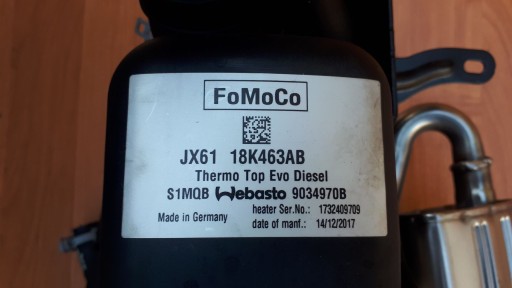 FoMoCo
JX61 18K463AB
Thermo Top Evo Diesel
S1MQB Webasto 9034970B
heater Ser.No.: 1732409709
Made in Germany
date of manf.: 14/12/2017